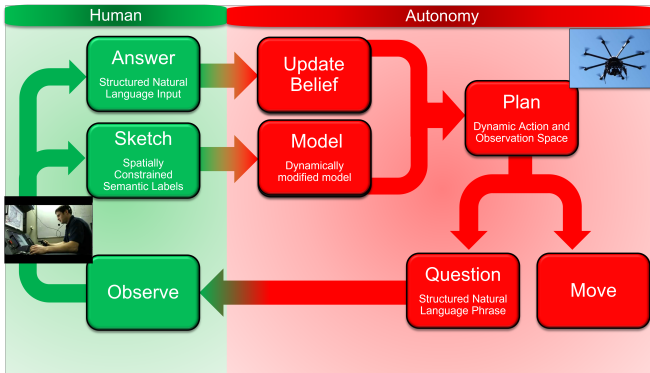 Human
Autonomy
Answer
Structured Natural
Language Input
Update
Belief
Plan
Dynamic Action and
Observation Space
Sketch
Spatially
Constrained
Semantic Labels
Model
Dynamically
modified model
Observe
Question
Structured Natural
Language Phrase
Move